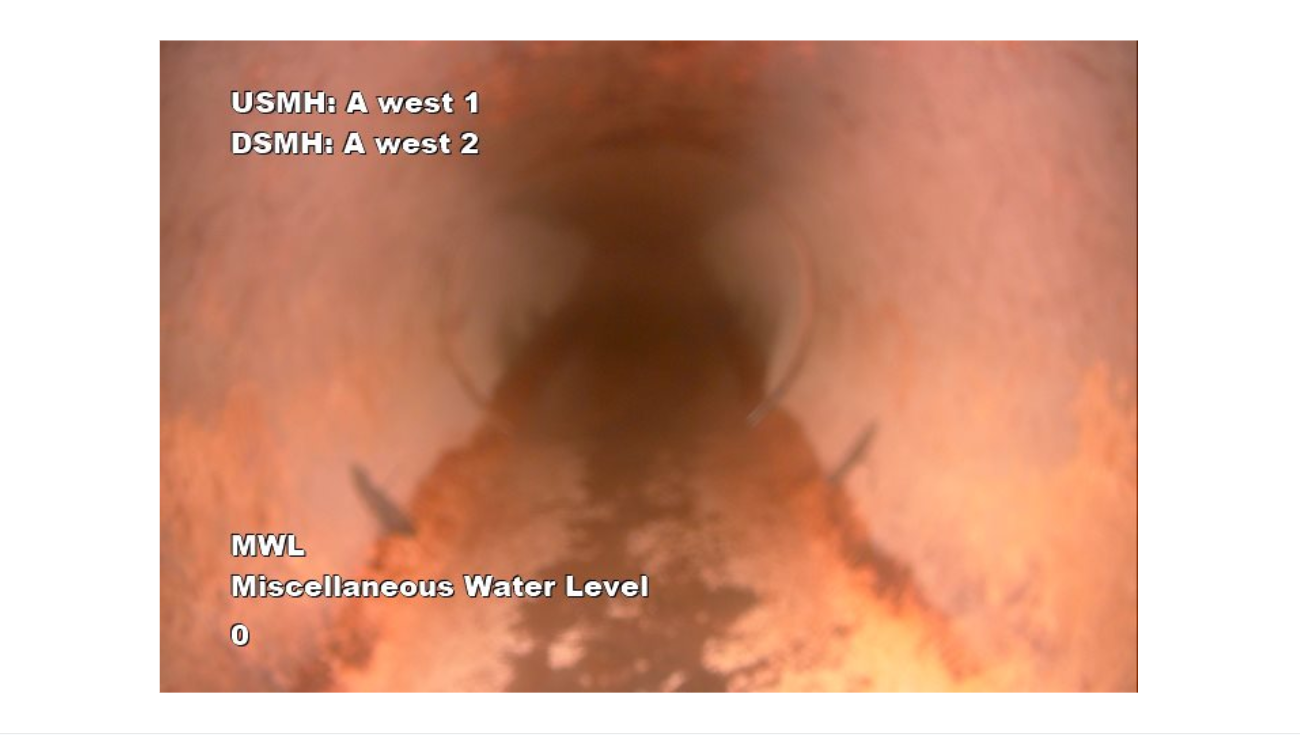 USMH: A west 1
DSMH: A west 2
MWL
Miscellaneous Water Level
0